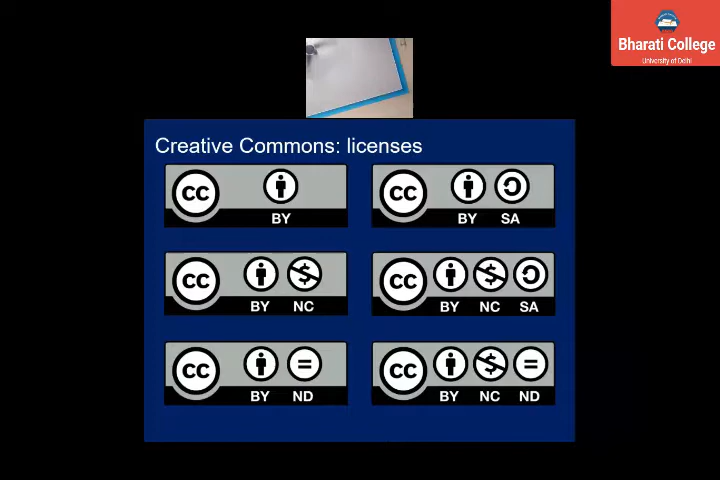 Bharati College
University of Delhi
Creative Commons: licenses
CC BY
CC BY SA
CC BY NC
CC BY NC SA
CC BY ND
CC BY NC ND